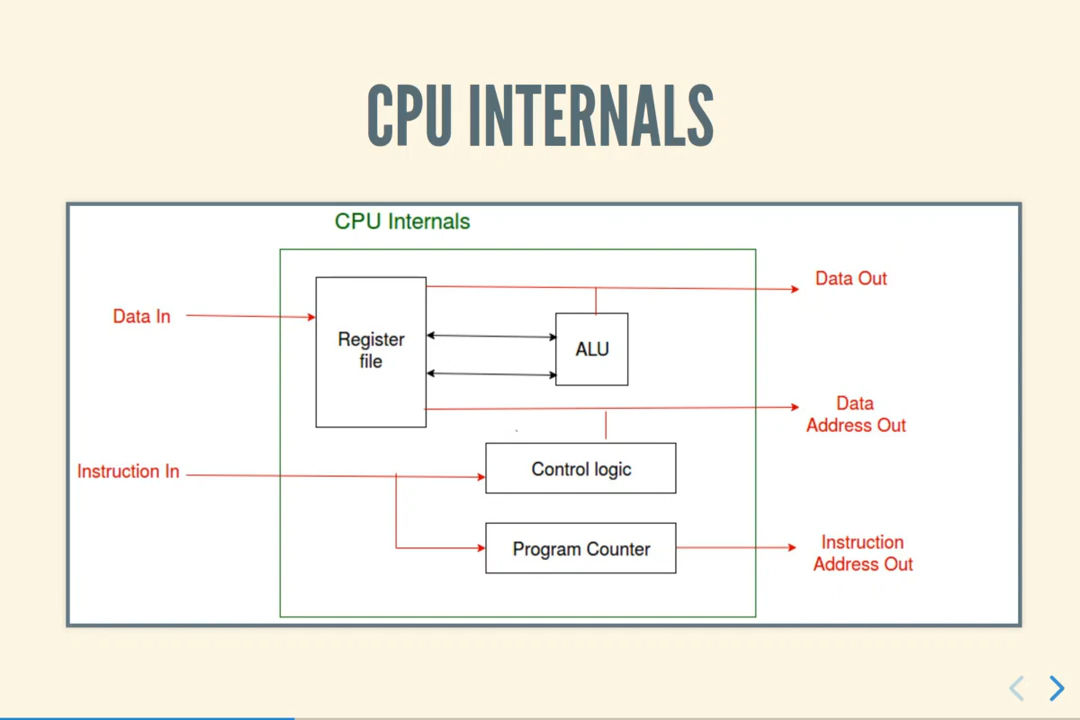 CPU INTERNALS
CPU Internals
Data In
Register
file
ALU
Data Out
Data
Address Out
Instruction In
Control logic
Program Counter
Instruction
Address Out